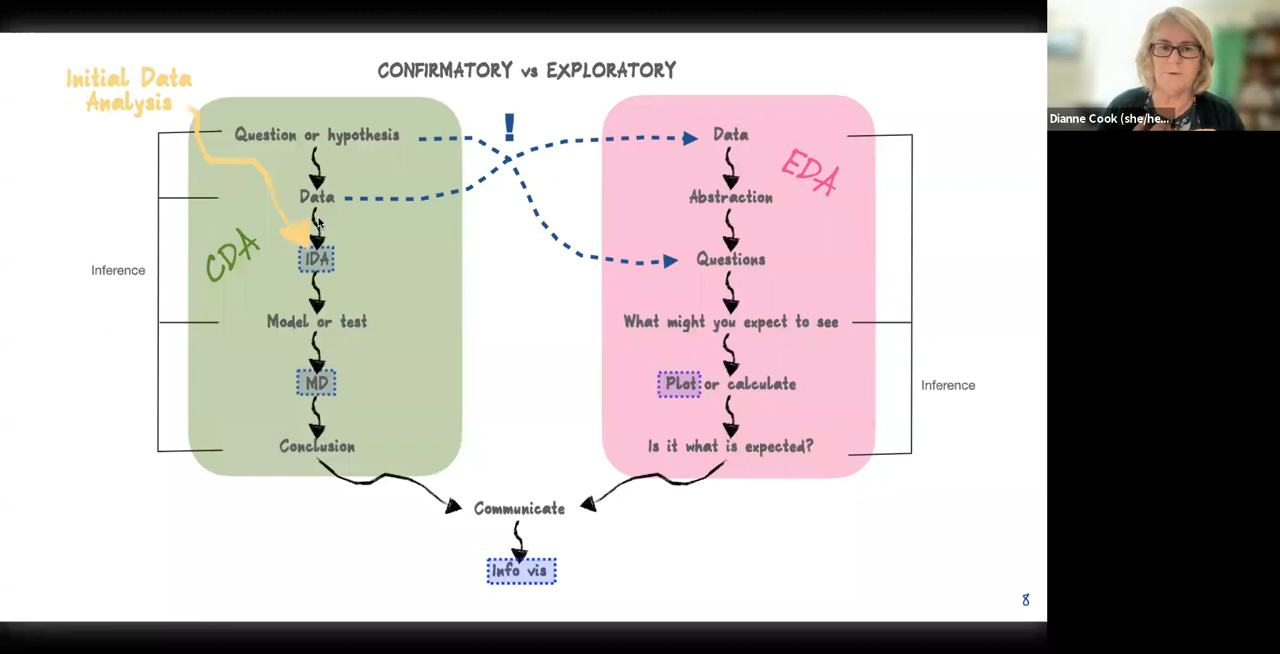 CONFIRMATORY vs EXPLORATORY
Initial Data
Analysis
Question or hypothesis
Data
IDA
Model or test
MD
Conclusion
CDA
Inference
!
Data
Abstraction
Questions
What might you expect to see
Plot or calculate
Is it what is expected?
EDA
Inference
Communicate
Info vis
8
Dianne Cook (she/he...